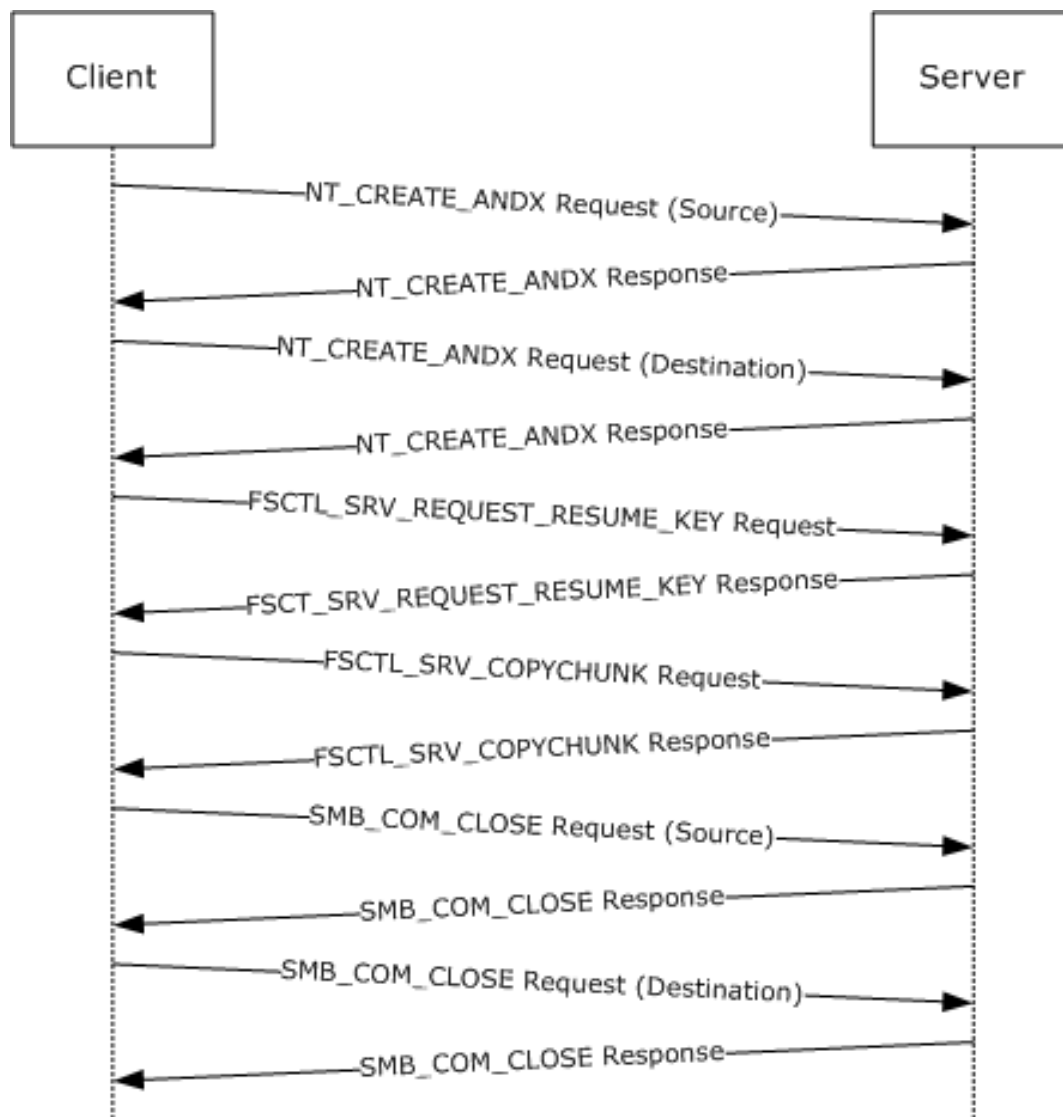 Client
Server
NT_CREATE_ANDX Request (Source)
NT_CREATE_ANDX Response
NT_CREATE_ANDX Request (Destination)
NT_CREATE_ANDX Response
FSCTL_SRV_REQUEST_RESUME_KEY Request
FSCT_SRV_REQUEST_RESUME_KEY Response
FSCTL_SRV_COPYCHUNK Request
FSCTL_SRV_COPYCHUNK Response
SMB_COM_CLOSE Request (Source)
SMB_COM_CLOSE Response
SMB_COM_CLOSE Request (Destination)
SMB_COM_CLOSE Response